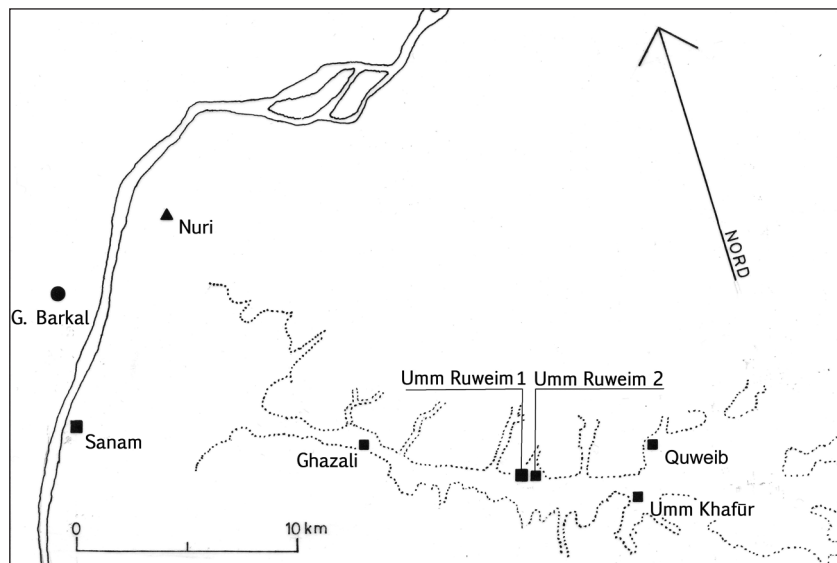 Nuri
NORD
G. Barkal
Umm Ruweim 1
Umm Ruweim 2
Sanam
Ghazali
Quweib
Umm Khafūr
0
10 km